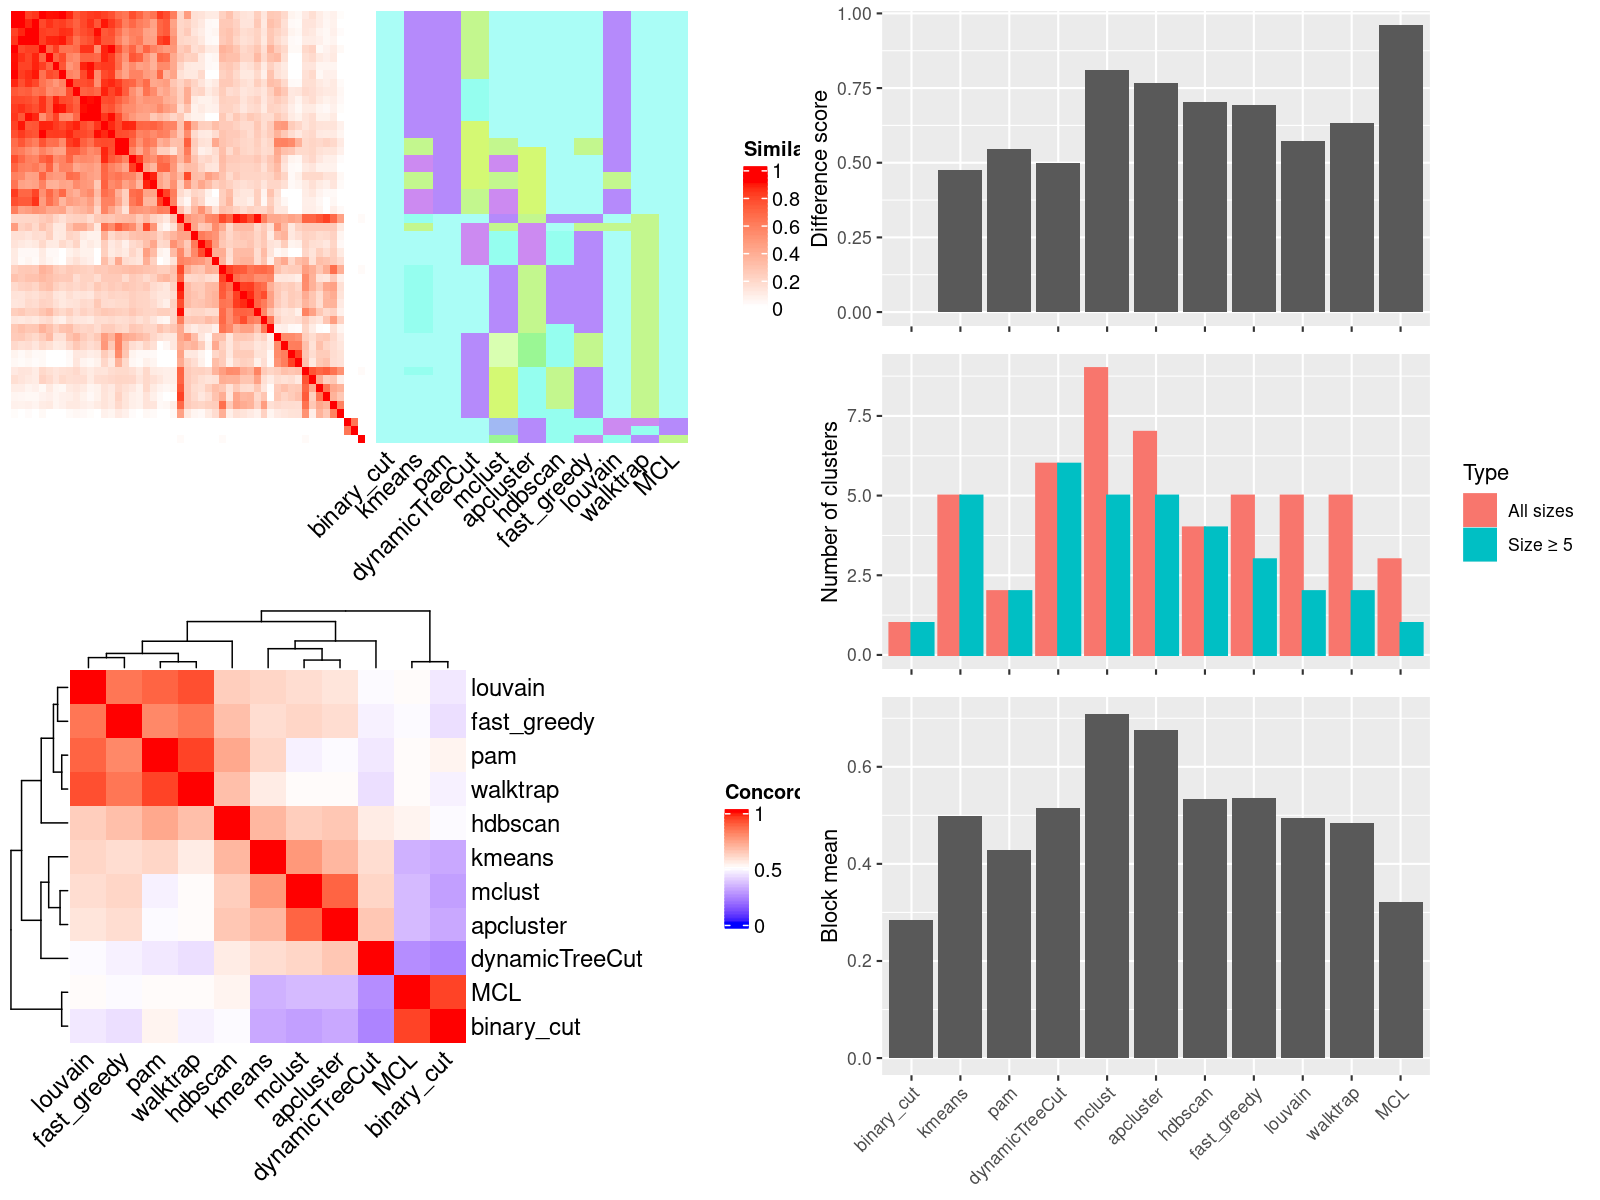 Simila
1
0.8
0.6
0.4
0.2
0
binary_cut
kmeans
pam
dynamicTreeCut
mclust
apcluster
hdbscan
fast_greedy
louvain
walktrap
MCL
louvain
fast_greedy
pam
walktrap
hdbscan
kmeans
mclust
apcluster
dynamicTreeCut
MCL
binary_cut
louvain
fast_greedy
pam
walktrap
hdbscan
kmeans
mclust
apcluster
dynamicTreeCut
MCL
binary_cut
Concord
1
0.5
0
Difference score
1.00
0.75
0.50
0.25
0.00
Number of clusters
7.5
5.0
2.5
0.0
Type
All sizes
Size ≥ 5
Block mean
0.6
0.4
0.2
0.0
binary_cut
kmeans
pam
dynamicTreeCut
mclust
apcluster
hdbscan
fast_greedy
louvain
walktrap
MCL